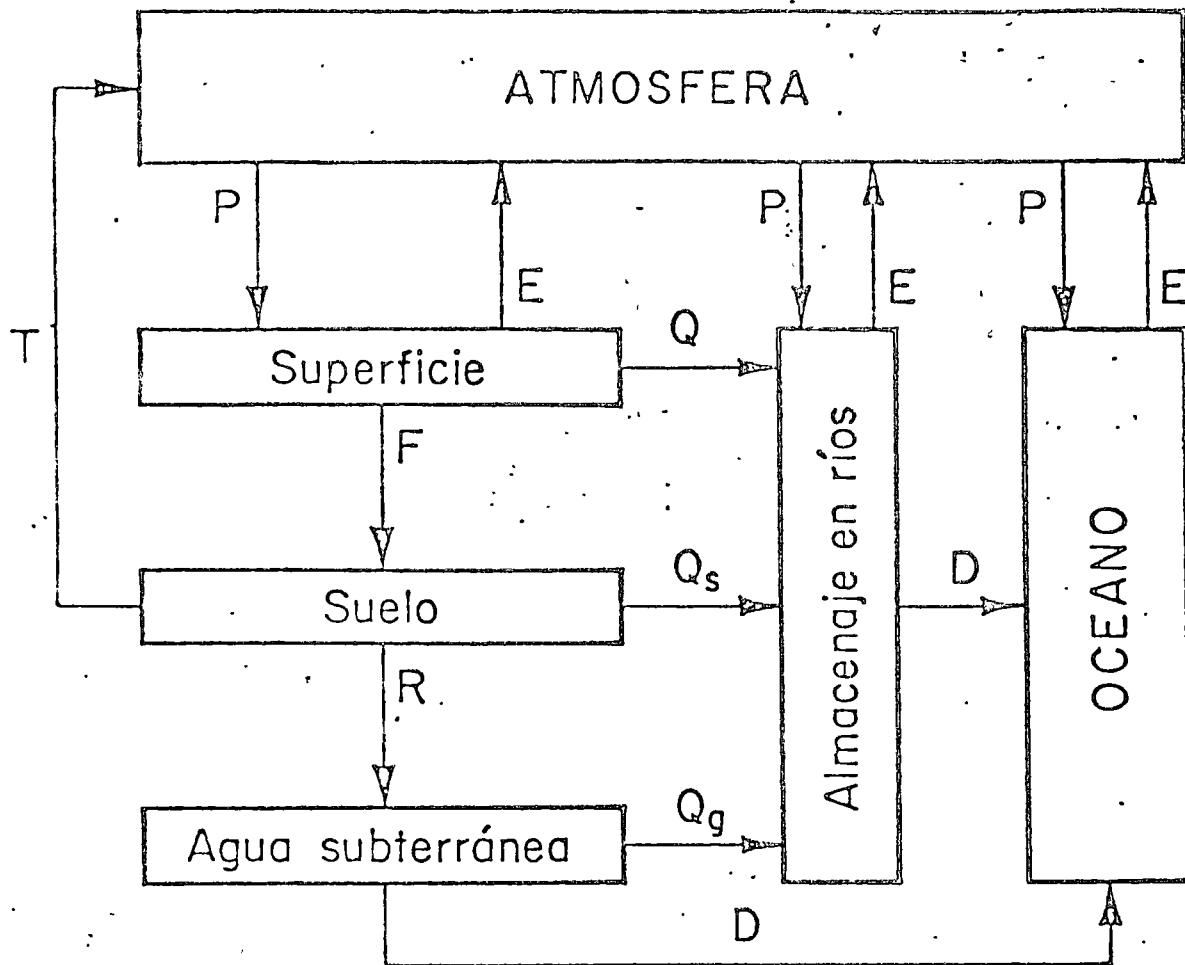 ATMOSFERA
P
E
P
E
P
E
T
Superficie
Q
F
Almacenaje en ríos
OCEANO
Suelo
Qs
D
R
Agua subterránea
Qg
D